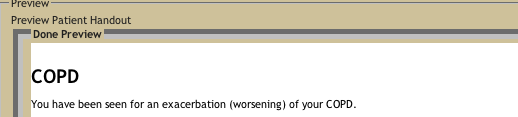 Preview
Preview Patient Handout
Done Preview
COPD
You have been seen for an exacerbation (worsening) of your COPD.